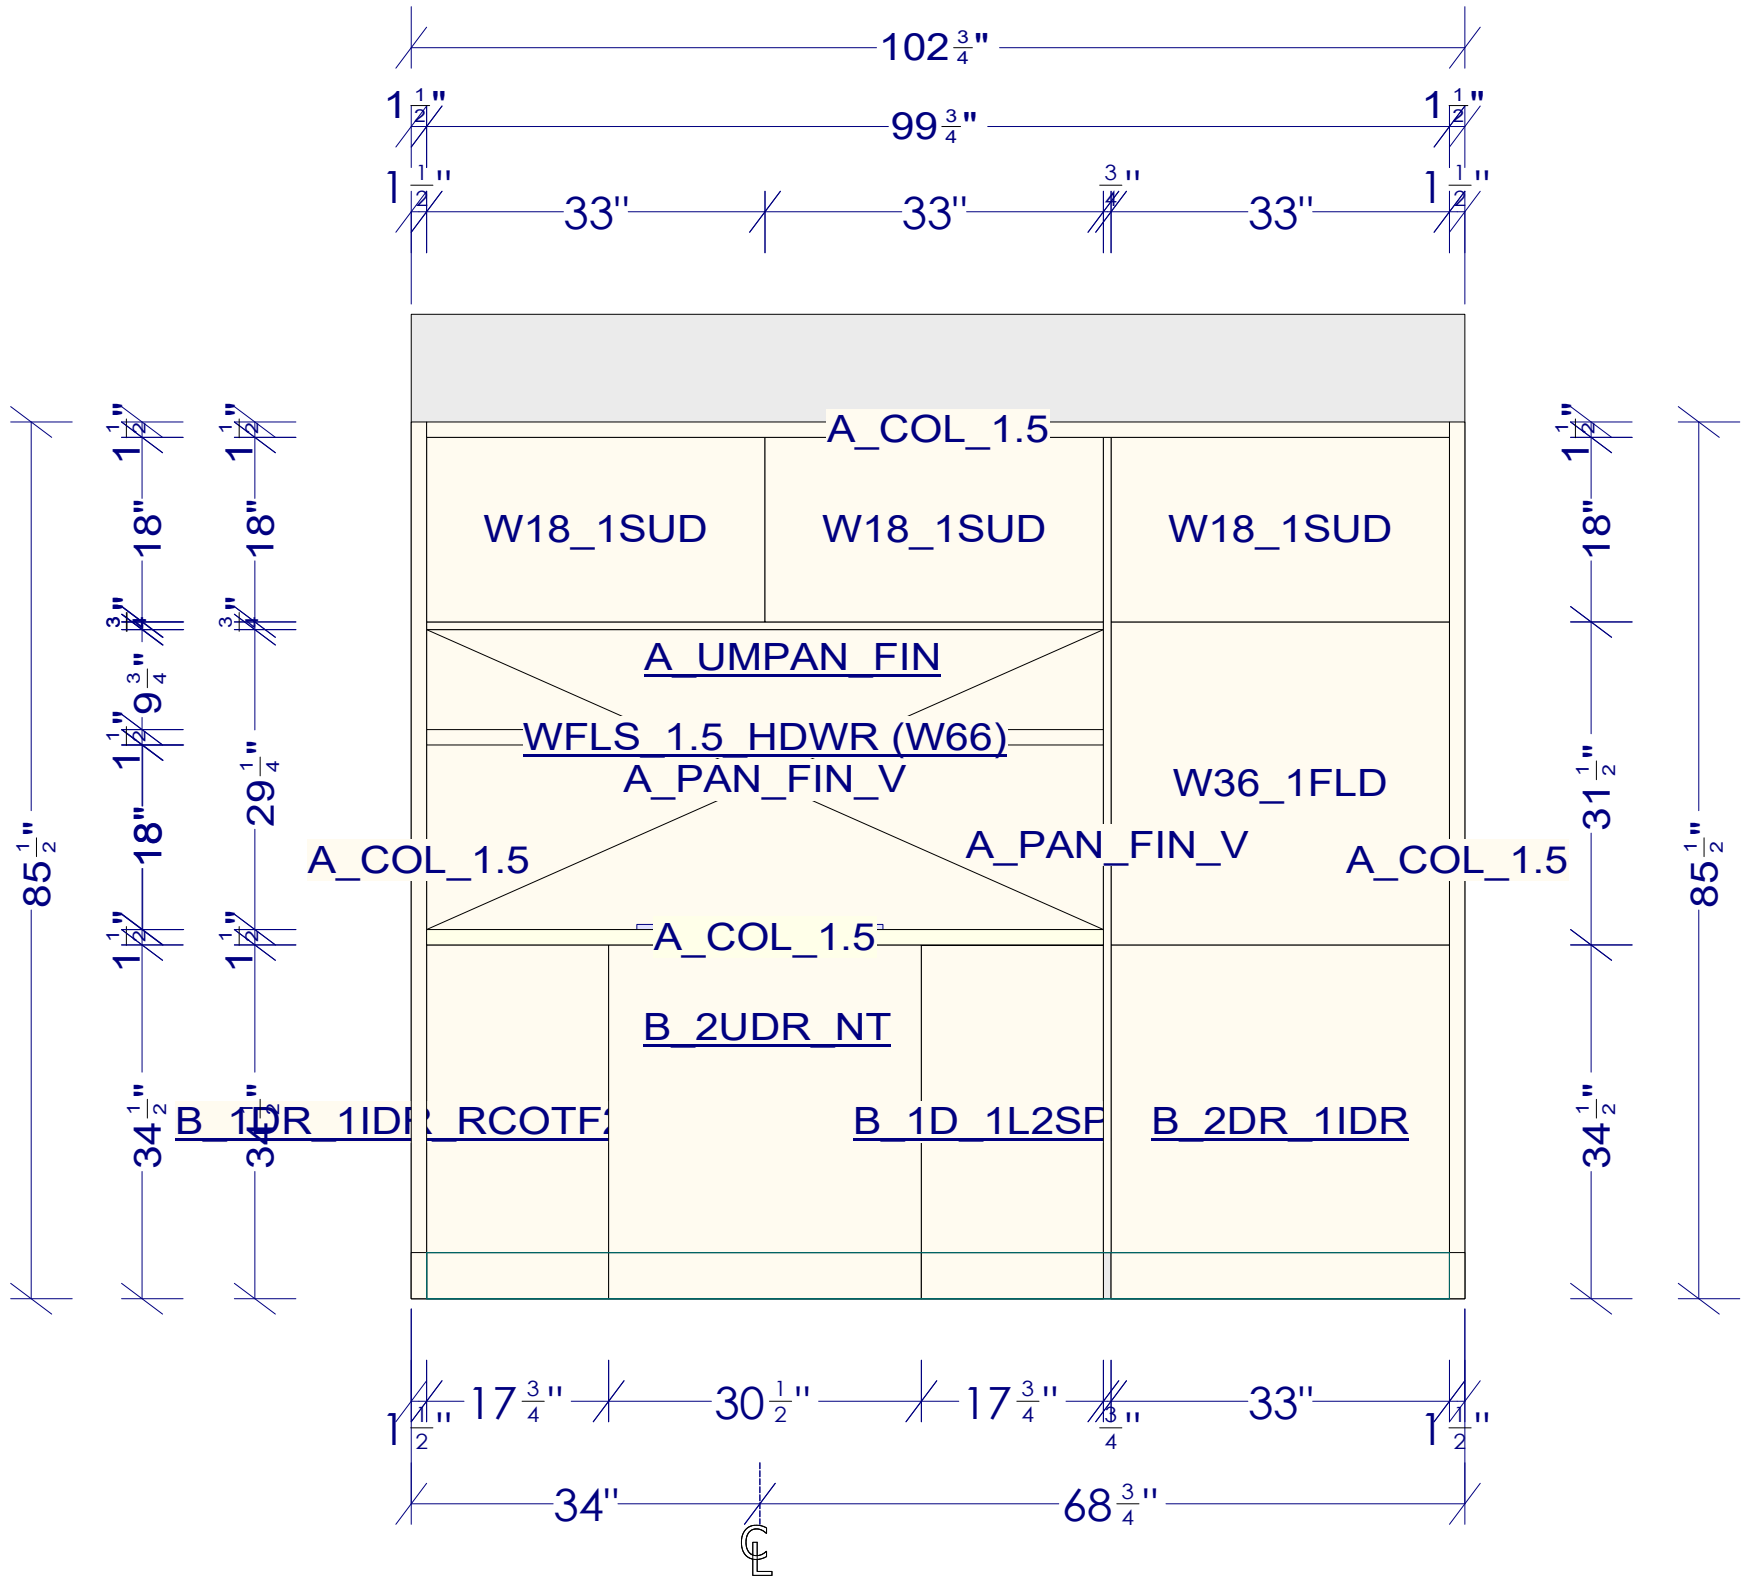 102 3/4"
1 1/2" 99 3/4" 1 1/2"
1 1/2" 33" 33" 3/4" 33" 1 1/2"
A_COL_1.5
W18_1SUD W18_1SUD W18_1SUD
A_UMPAN_FIN
WFLS_1.5_HDWR (W66)
A_PAN_FIN_V
W36_1FLD
A_PAN_FIN_V
A_COL_1.5
A_COL_1.5
A_COL_1.5
B_2UDR_NT
B_1DR_1IDR_RCOTF
B_1D_1L2SP
B_2DR_1IDR
85 1/2"
1 1/2"
18"
3/4"
9 3/4"
1 1/2"
18"
1 1/2"
34 1/2"
1 1/2"
18"
3/4"
29 1/4"
1 1/2"
34 1/2"
1 1/2"
18"
31 1/2"
34 1/2"
85 1/2"
1 1/2" 17 3/4" 30 1/2" 17 3/4" 3/4" 33" 1 1/2"
34" 68 3/4"
CL